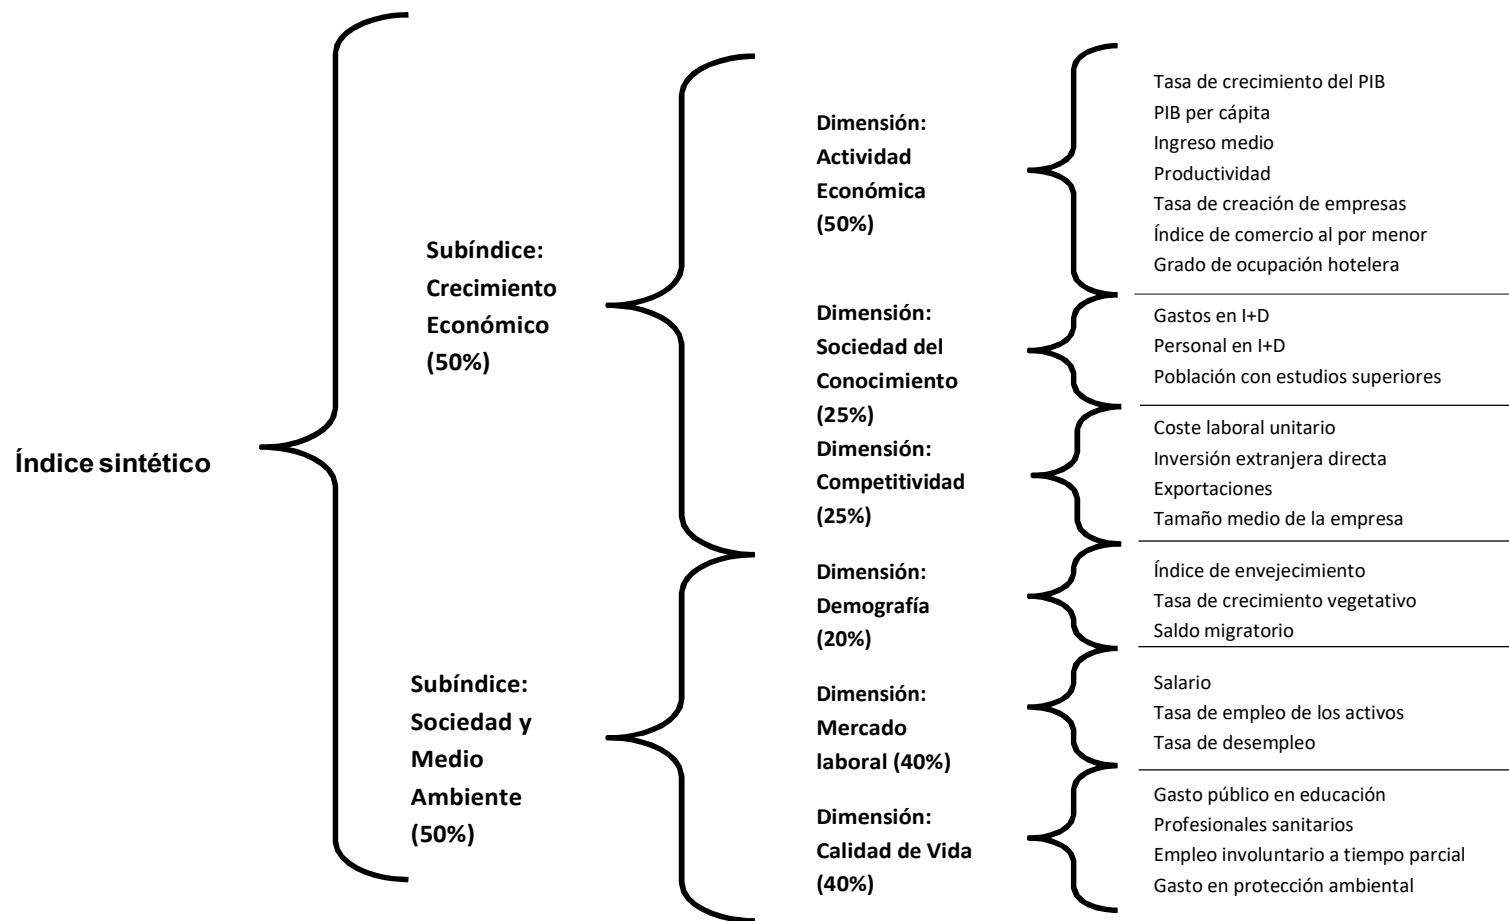 Índice sintético
Subíndice:
Crecimiento
Económico
(50%)
Subíndice:
Sociedad y
Medio
Ambiente
(50%)
Dimensión:
Actividad
Económica
(50%)
Dimensión:
Sociedad del
Conocimiento
(25%)
Dimensión:
Competitividad
(25%)
Dimensión:
Demografía
(20%)
Dimensión:
Mercado
laboral (40%)
Dimensión:
Calidad de Vida
(40%)
Tasa de crecimiento del PIB
PIB per cápita
Ingreso medio
Productividad
Tasa de creación de empresas
Índice de comercio al por menor
Grado de ocupación hotelera
Gastos en I+D
Personal en I+D
Población con estudios superiores
Coste laboral unitario
Inversión extranjera directa
Exportaciones
Tamaño medio de la empresa
Índice de envejecimiento
Tasa de crecimiento vegetativo
Saldo migratorio
Salario
Tasa de empleo de los activos
Tasa de desempleo
Gasto público en educación
Profesionales sanitarios
Empleo involuntario a tiempo parcial
Gasto en protección ambiental